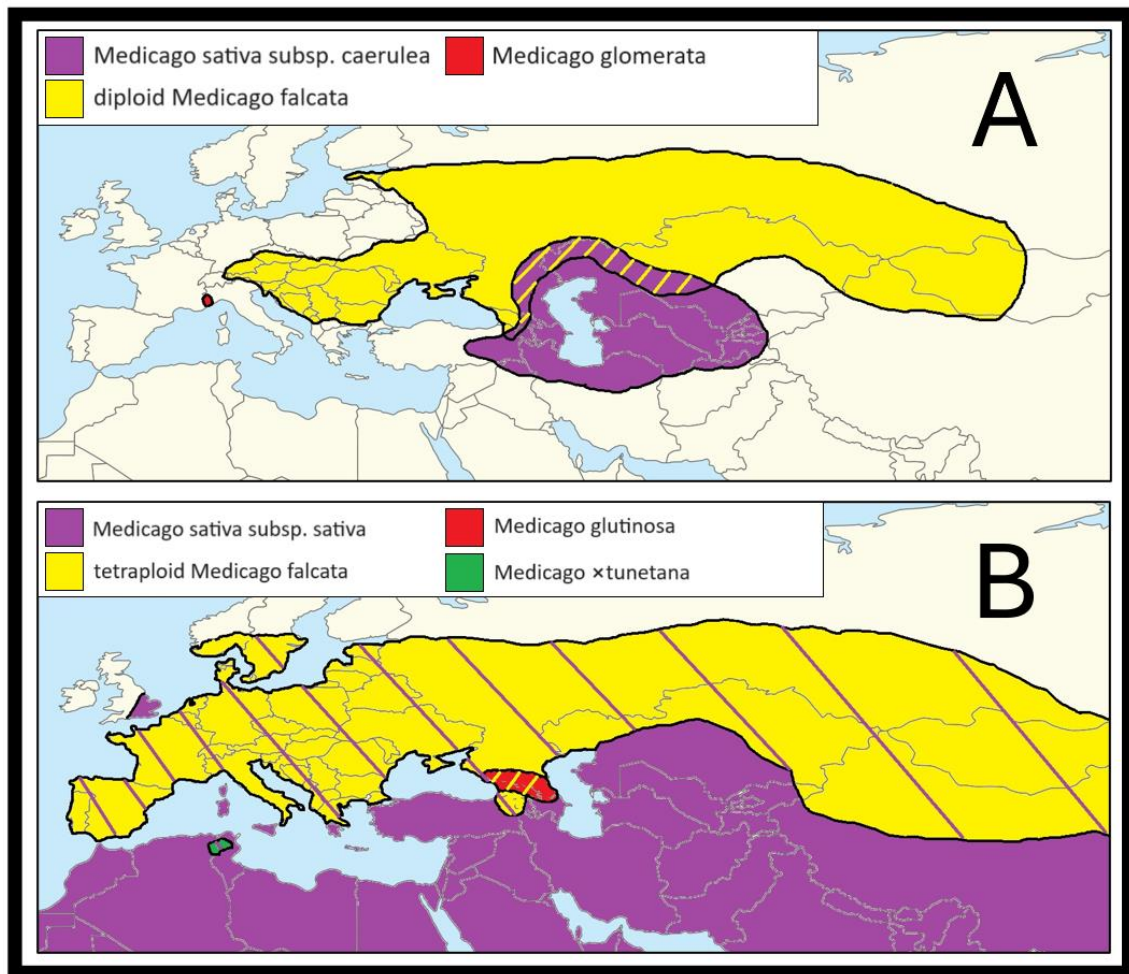 Medicago sativa subsp. caerulea Medicago glomerata
diploid Medicago falcata
A
Medicago sativa subsp. sativa Medicago glutinosa
tetraploid Medicago falcata Medicago ×tunetana
B